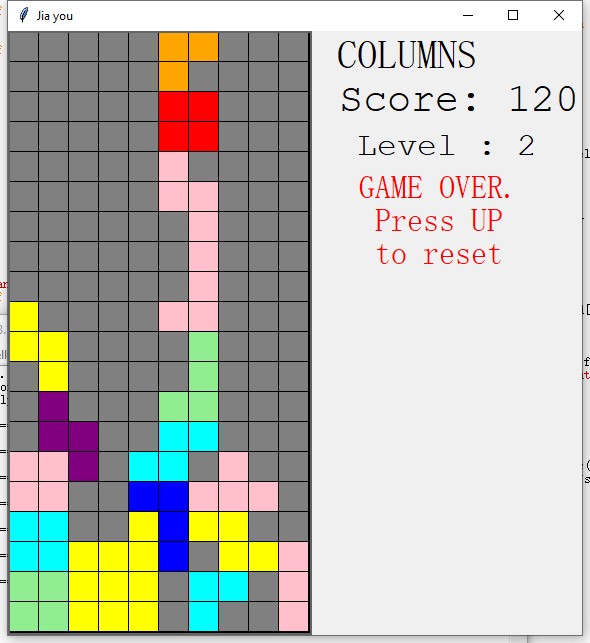 Jia you
COLUMNS
Score: 120
Level : 2
GAME OVER.
Press UP
to reset